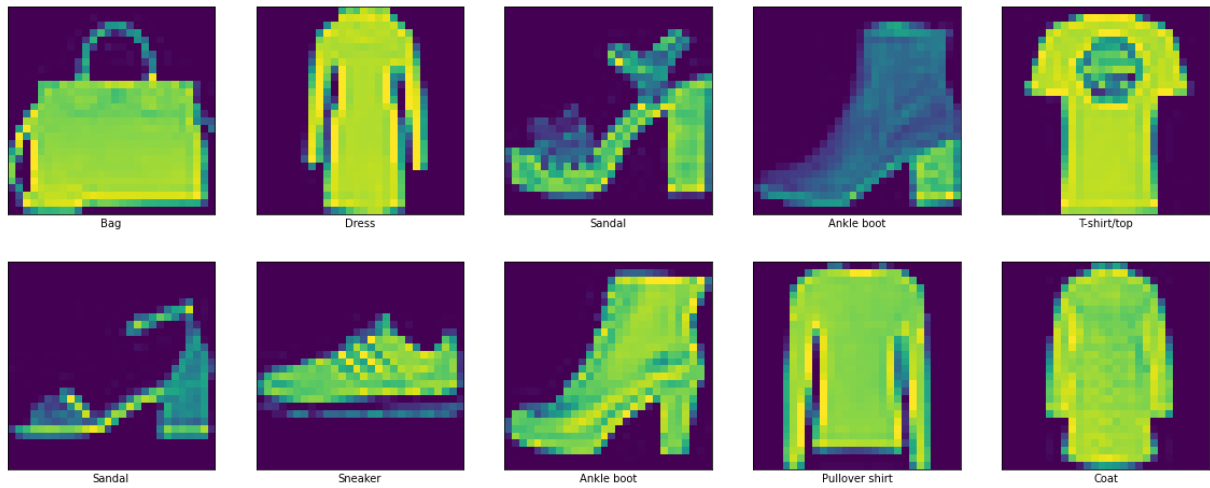 Bag
Dress
Sandal
Ankle boot
T-shirt/top
Sandal
Sneaker
Ankle boot
Pullover shirt
Coat